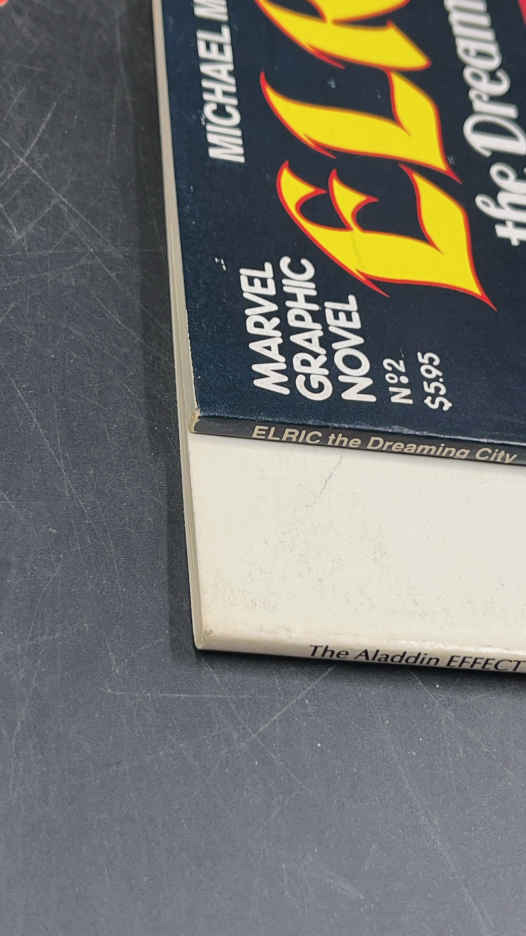 MICHAEL M
ELR
the Dream
MARVEL
GRAPHIC
NOVEL
Nº2
$5.95
ELRIC the Dreaming City
The Aladdin EFFECT